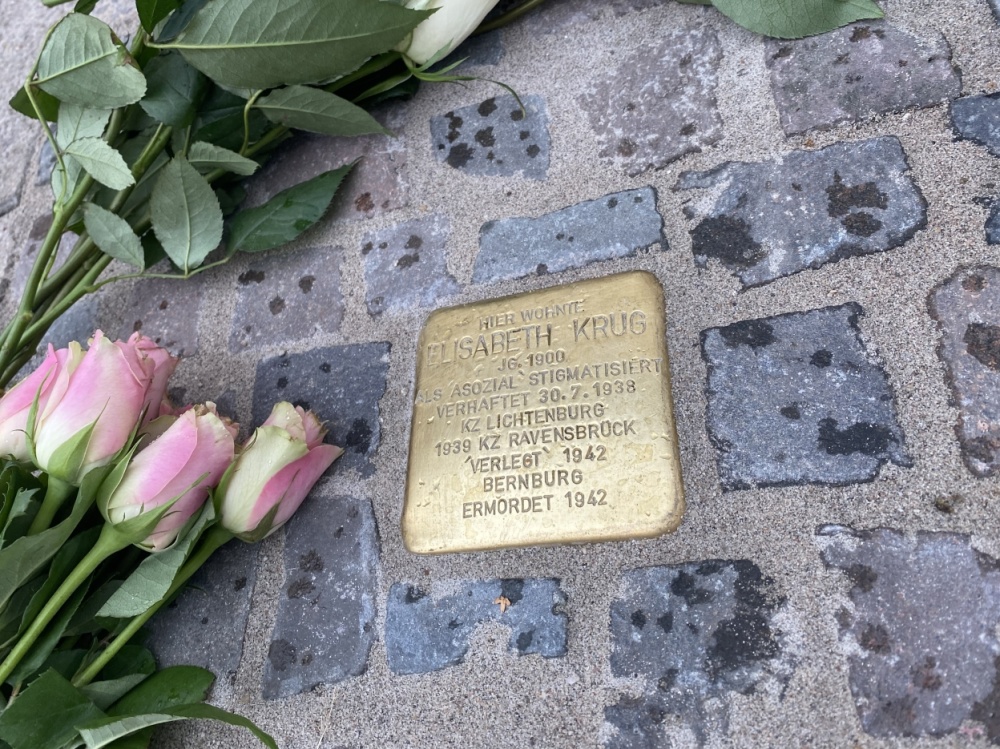 HIER WOHNTE
ELISABETH KRUG
JG. 1900
ALS 'ASOZIAL' STIGMATISIERT
VERHAFTET 30.7.1938
KZ LICHTENBURG
1939 KZ RAVENSBRÜCK
'VERLEGT' 1942
BERNBURG
ERMORDET 1942